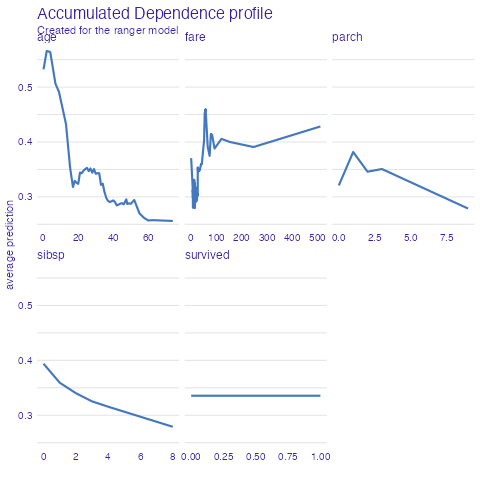 Accumulated Dependence profile
Created for the ranger model
age fare parch
0.5
0.4
0.3
0 20 40 60 0 100 200 300 400 500 0.0 2.5 5.0 7.5
average prediction
sibsp survived
0.5
0.4
0.3
0 2 4 6 8 0.00 0.25 0.50 0.75 1.00